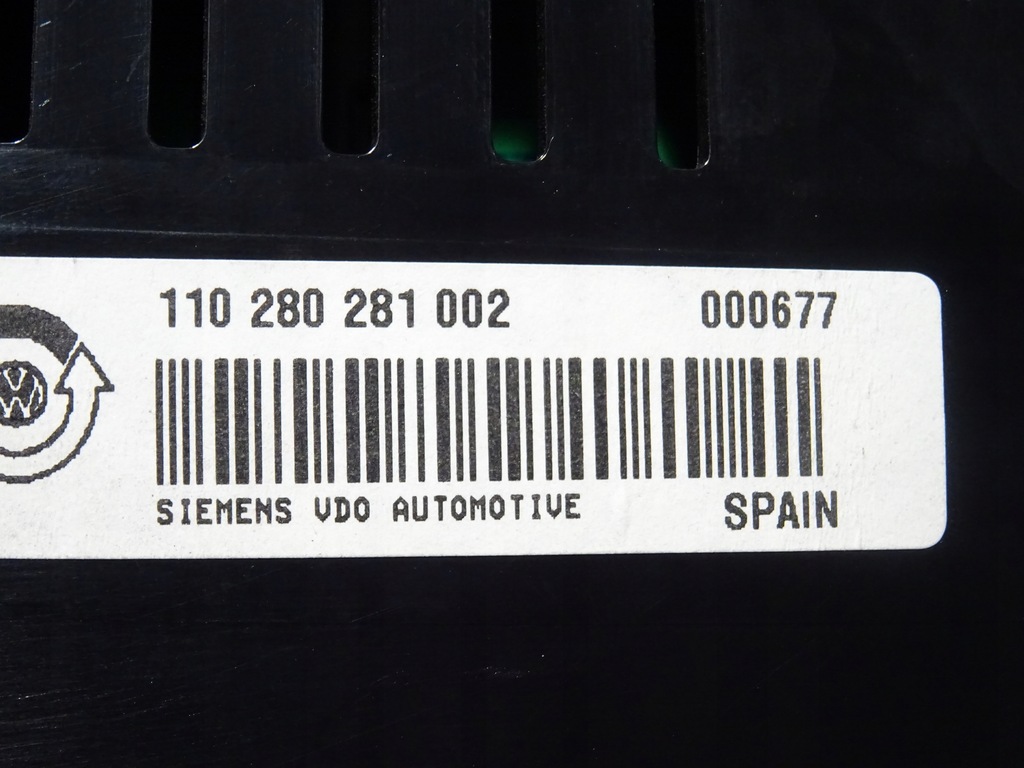 110 280 281 002 000677
SIEMENS VDO AUTOMOTIVE SPAIN